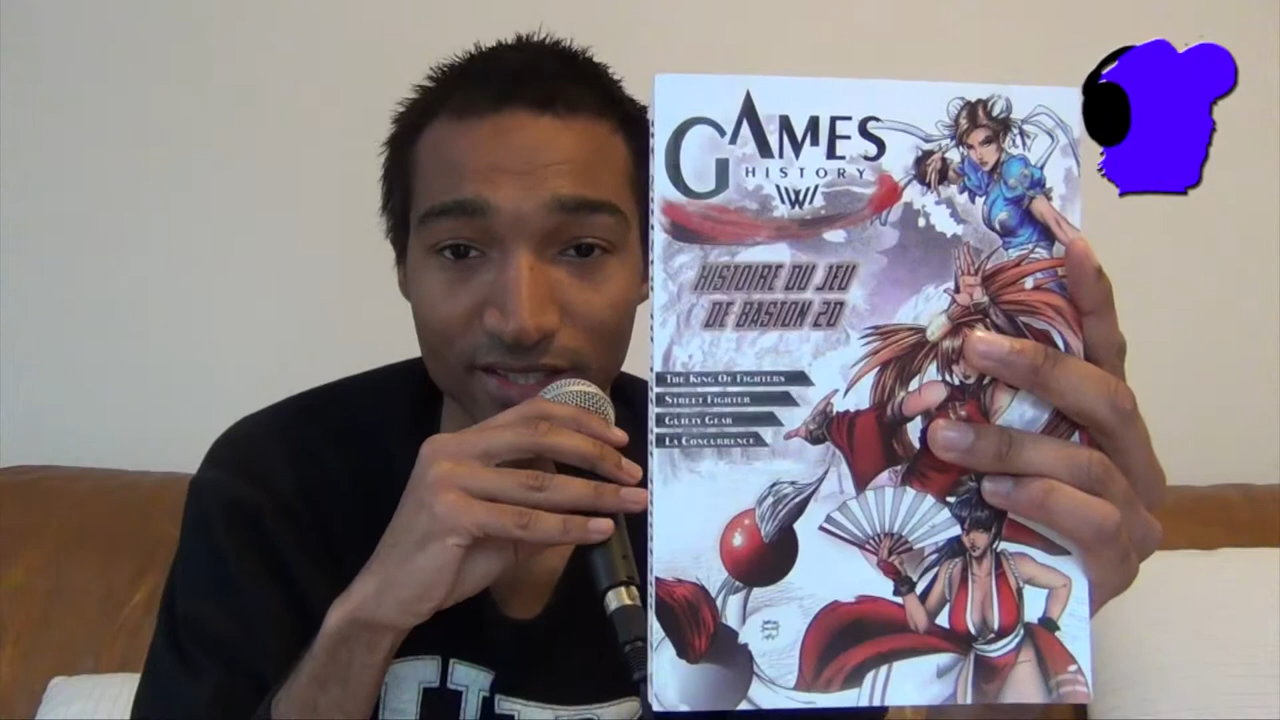 GAMES
HISTORY
HISTOIRE DU JEU
DE BASTON 2D
THE KING OF FIGHTERS
STREET FIGHTER
GUILTY GEAR
LA CONCURRENCE